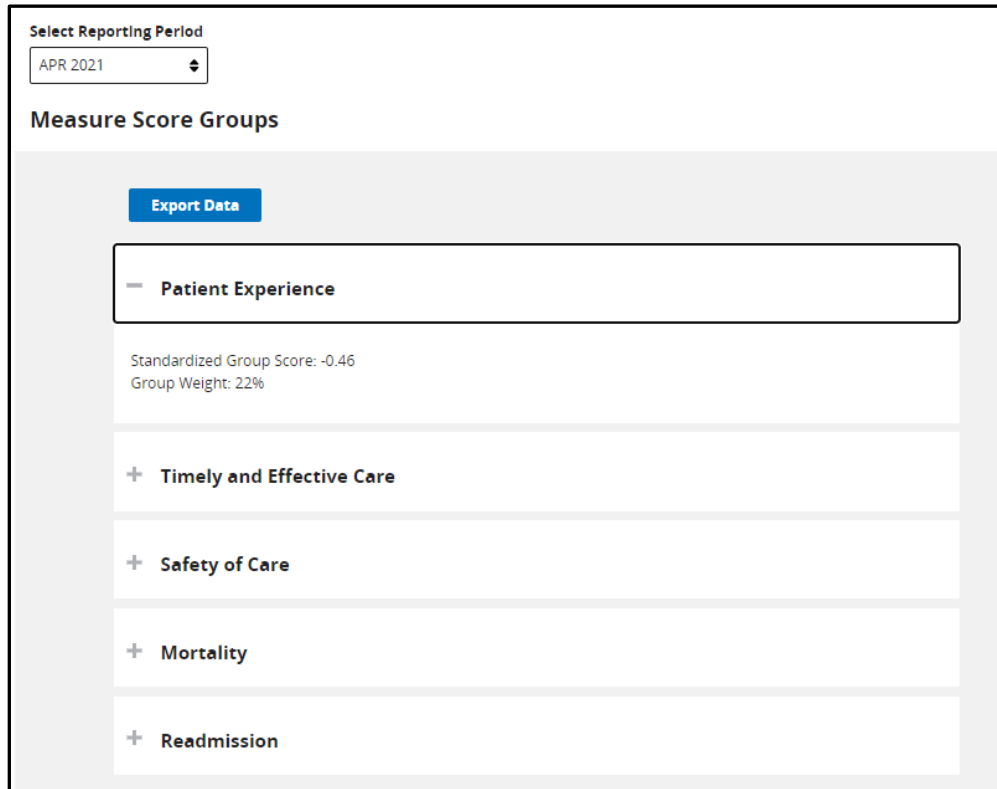 Select Reporting Period
APR 2021
Measure Score Groups
Export Data
Patient Experience
Standardized Group Score: -0.46
Group Weight: 22%
Timely and Effective Care
Safety of Care
Mortality
Readmission